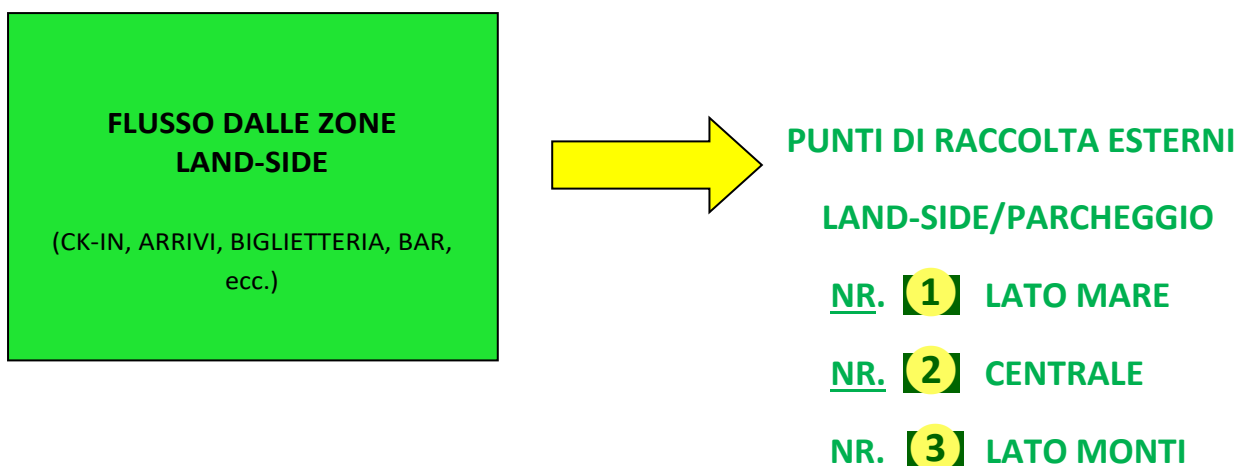 FLUSSO DALLE ZONE
LAND-SIDE
(CK-IN, ARRIVI, BIGLIETTERIA, BAR,
ecc.)
PUNTI DI RACCOLTA ESTERNI
LAND-SIDE/PARCHEGGIO
NR. 1 LATO MARE
NR. 2 CENTRALE
NR. 3 LATO MONTI